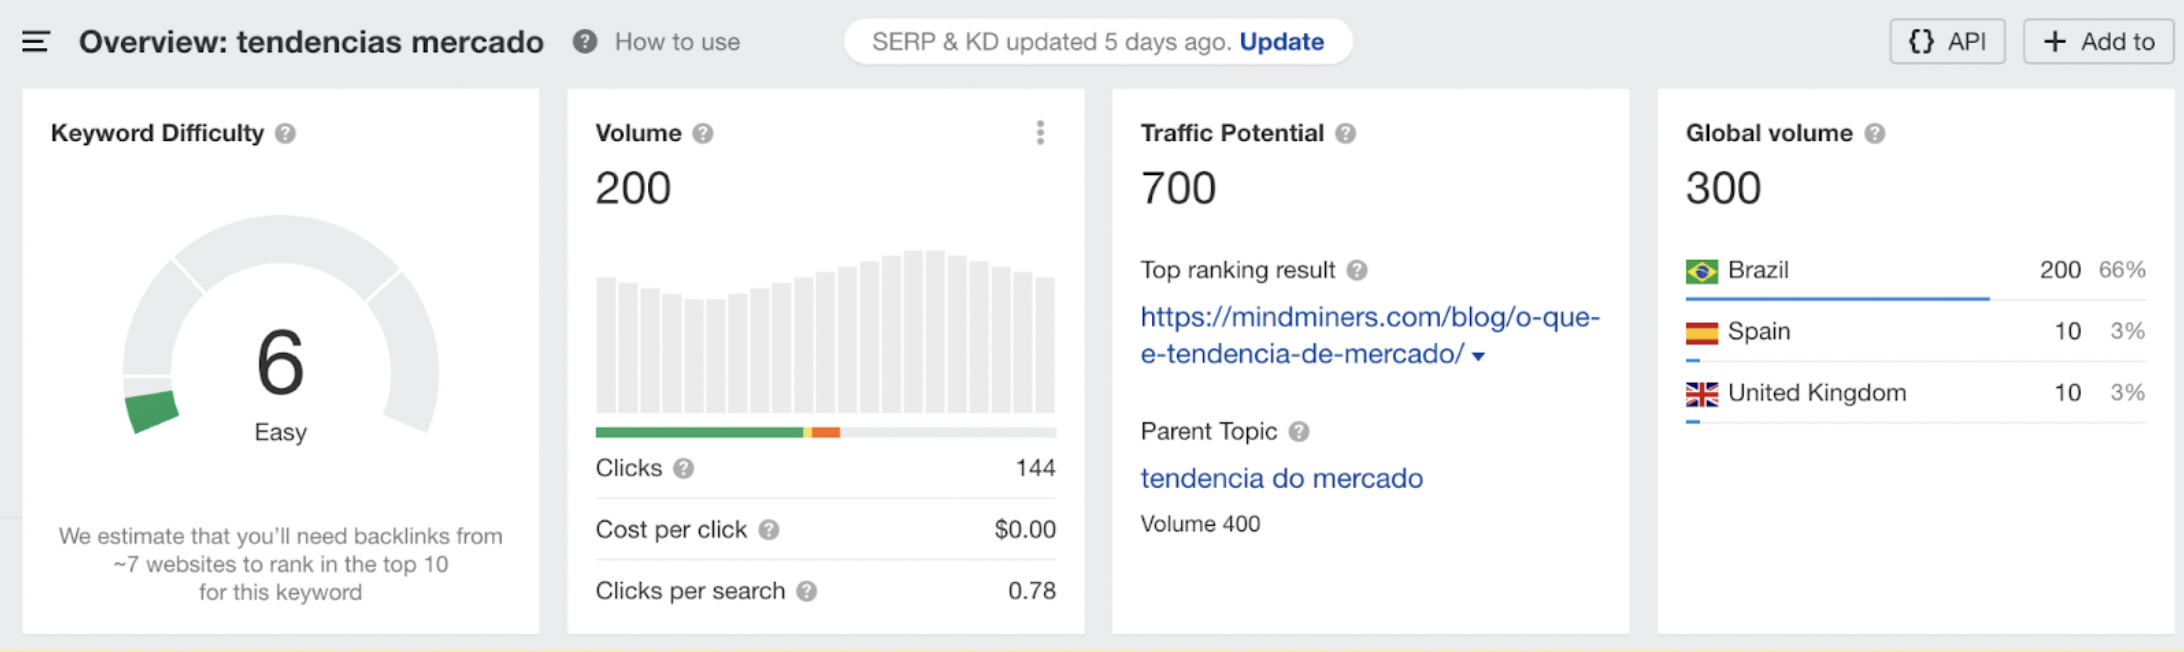 Overview: tendencias mercado ? How to use
SERP & KD updated 5 days ago. Update
{} API
+ Add to
Keyword Difficulty ?
6
Easy
We estimate that you'll need backlinks from
~7 websites to rank in the top 10
for this keyword
Volume ?
200
Clicks ? 144
Cost per click ? $0.00
Clicks per search ? 0.78
Traffic Potential ?
700
Top ranking result ?
https://mindminers.com/blog/o-que-
e-tendencia-de-mercado/
Parent Topic ?
tendencia do mercado
Volume 400
Global volume ?
300
Brazil 200 66%
Spain 10 3%
United Kingdom 10 3%